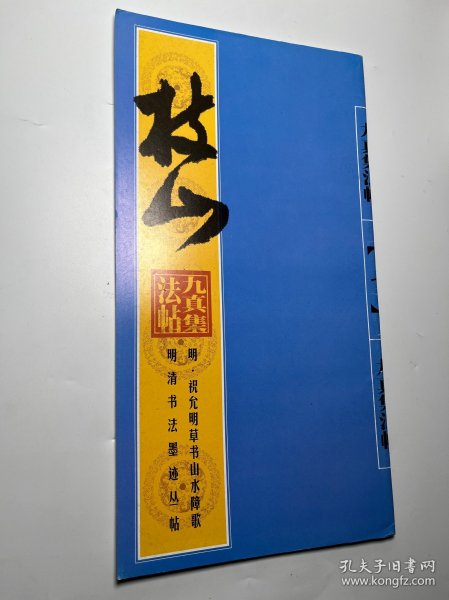 枝山
九真集
法帖
明·祝允明草书山水障歌
明清书法墨迹丛帖
孔夫子旧书网
www.kongfz.com